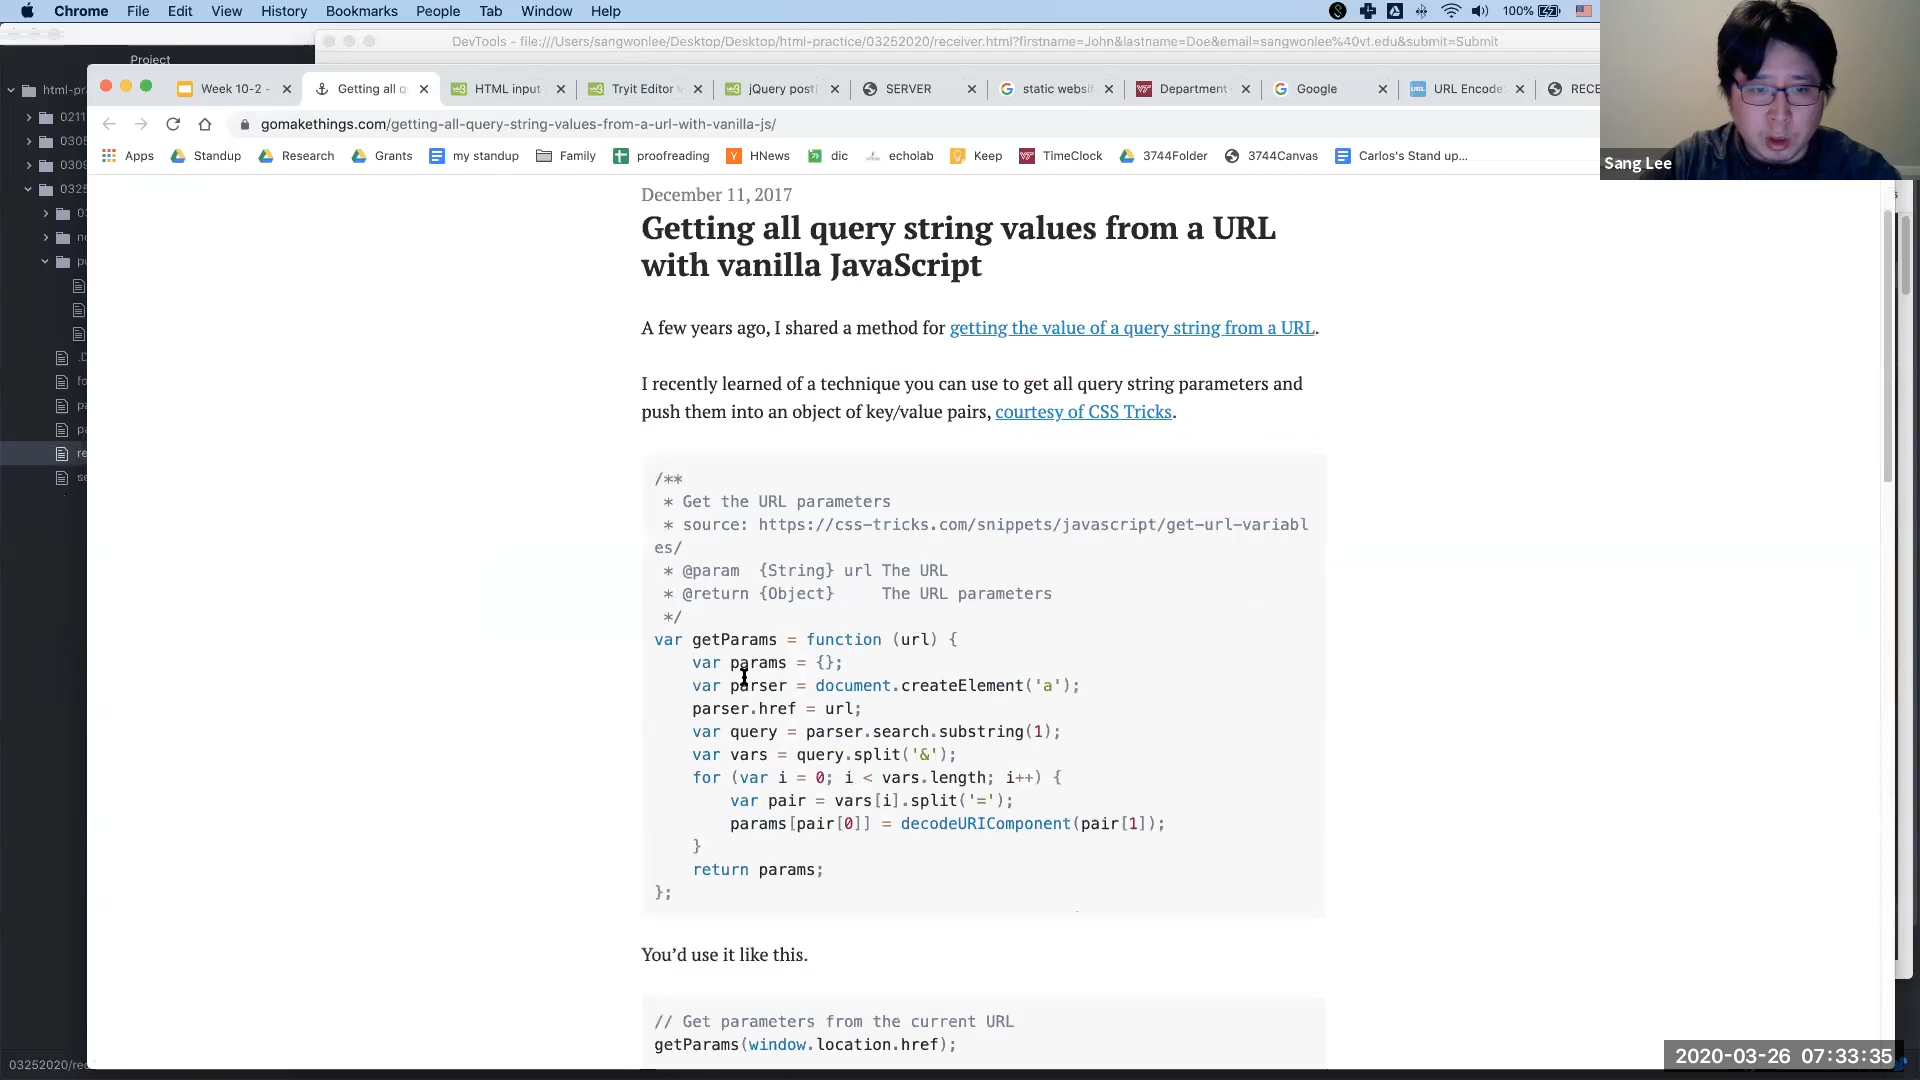 Chrome File Edit View History Bookmarks People Tab Window Help 100%
DevTools - file:///Users/sangwonlee/Desktop/Desktop/html-practice/03252020/receiver.html?firstname=John&lastname=Doe&email=sangwonlee%40vt.edu&submit=Submit
Project
Week 10-2 - Getting all q HTML input Tryit Editor jQuery post( SERVER static websit Department Google URL Encode RECE
gomakethings.com/getting-all-query-string-values-from-a-url-with-vanilla-js/
Apps Standup Research Grants my standup Family proofreading HNews dic echolab Keep TimeClock 3744Folder 3744Canvas Carlos's Stand up...
Sang Lee
html-pr
0211
0305
0309
0325
December 11, 2017
Getting all query string values from a URL
with vanilla JavaScript
A few years ago, I shared a method for getting the value of a query string from a URL.
I recently learned of a technique you can use to get all query string parameters and
push them into an object of key/value pairs, courtesy of CSS Tricks.
/**
* Get the URL parameters
* source: https://css-tricks.com/snippets/javascript/get-url-variabl
es/
* @param {String} url The URL
* @return {Object} The URL parameters
*/
var getParams = function (url) {
var params = {};
var parser = document.createElement('a');
parser.href = url;
var query = parser.search.substring(1);
var vars = query.split('&');
for (var i = 0; i < vars.length; i++) {
var pair = vars[i].split('=');
params[pair[0]] = decodeURIComponent(pair[1]);
}
return params;
};
You’d use it like this.
// Get parameters from the current URL
getParams(window.location.href);
03252020/rec
2020-03-26 07:33:35